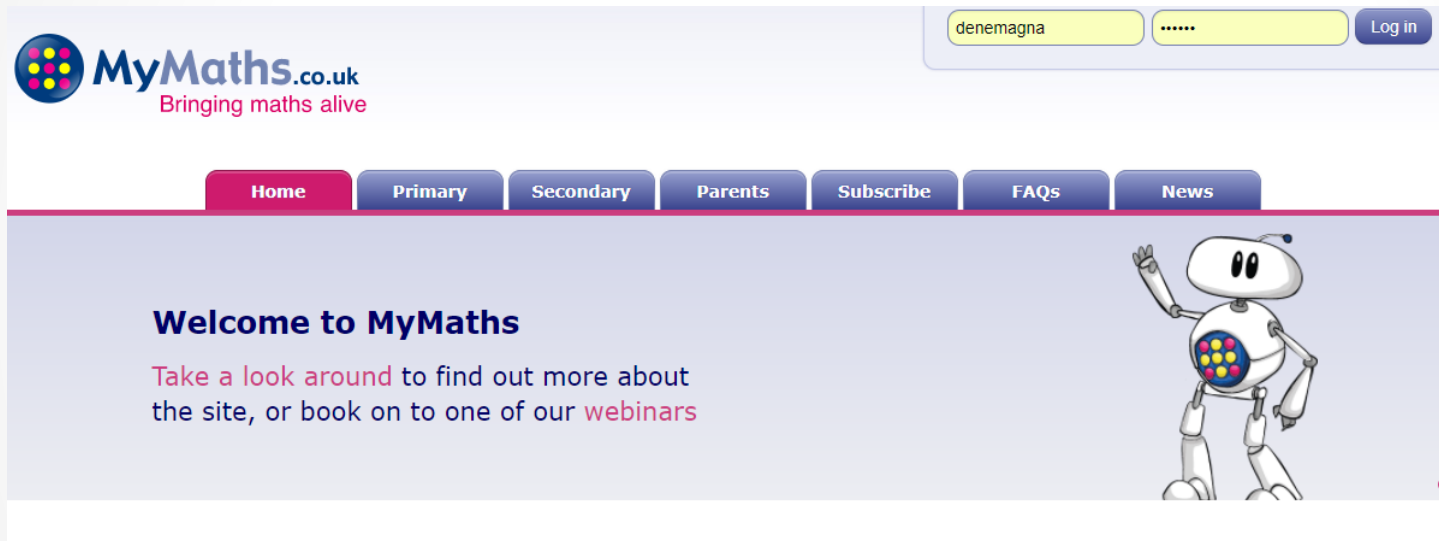 denemagna •••••• Log in
MyMaths.co.uk
Bringing maths alive
Home Primary Secondary Parents Subscribe FAQs News
Welcome to MyMaths
Take a look around to find out more about
the site, or book on to one of our webinars